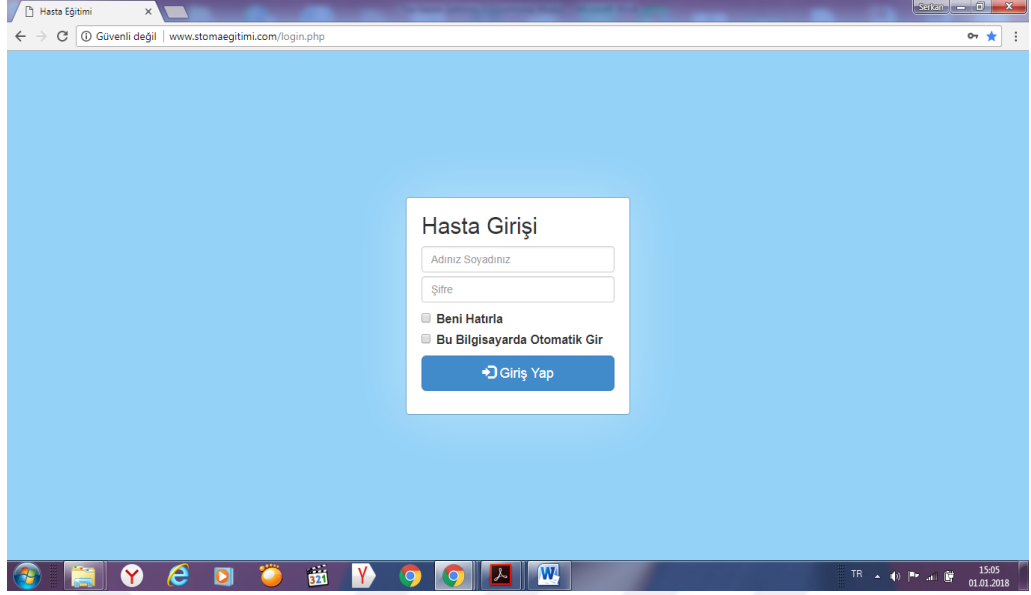 Hasta Eğitimi
Serkan
Güvenli değil
www.stomaegitimi.com/login.php
Hasta Girişi
Adınız Soyadınız
Şifre
Beni Hatırla
Bu Bilgisayarda Otomatik Gir
Giriş Yap
321
TR
15:05
01.01.2018